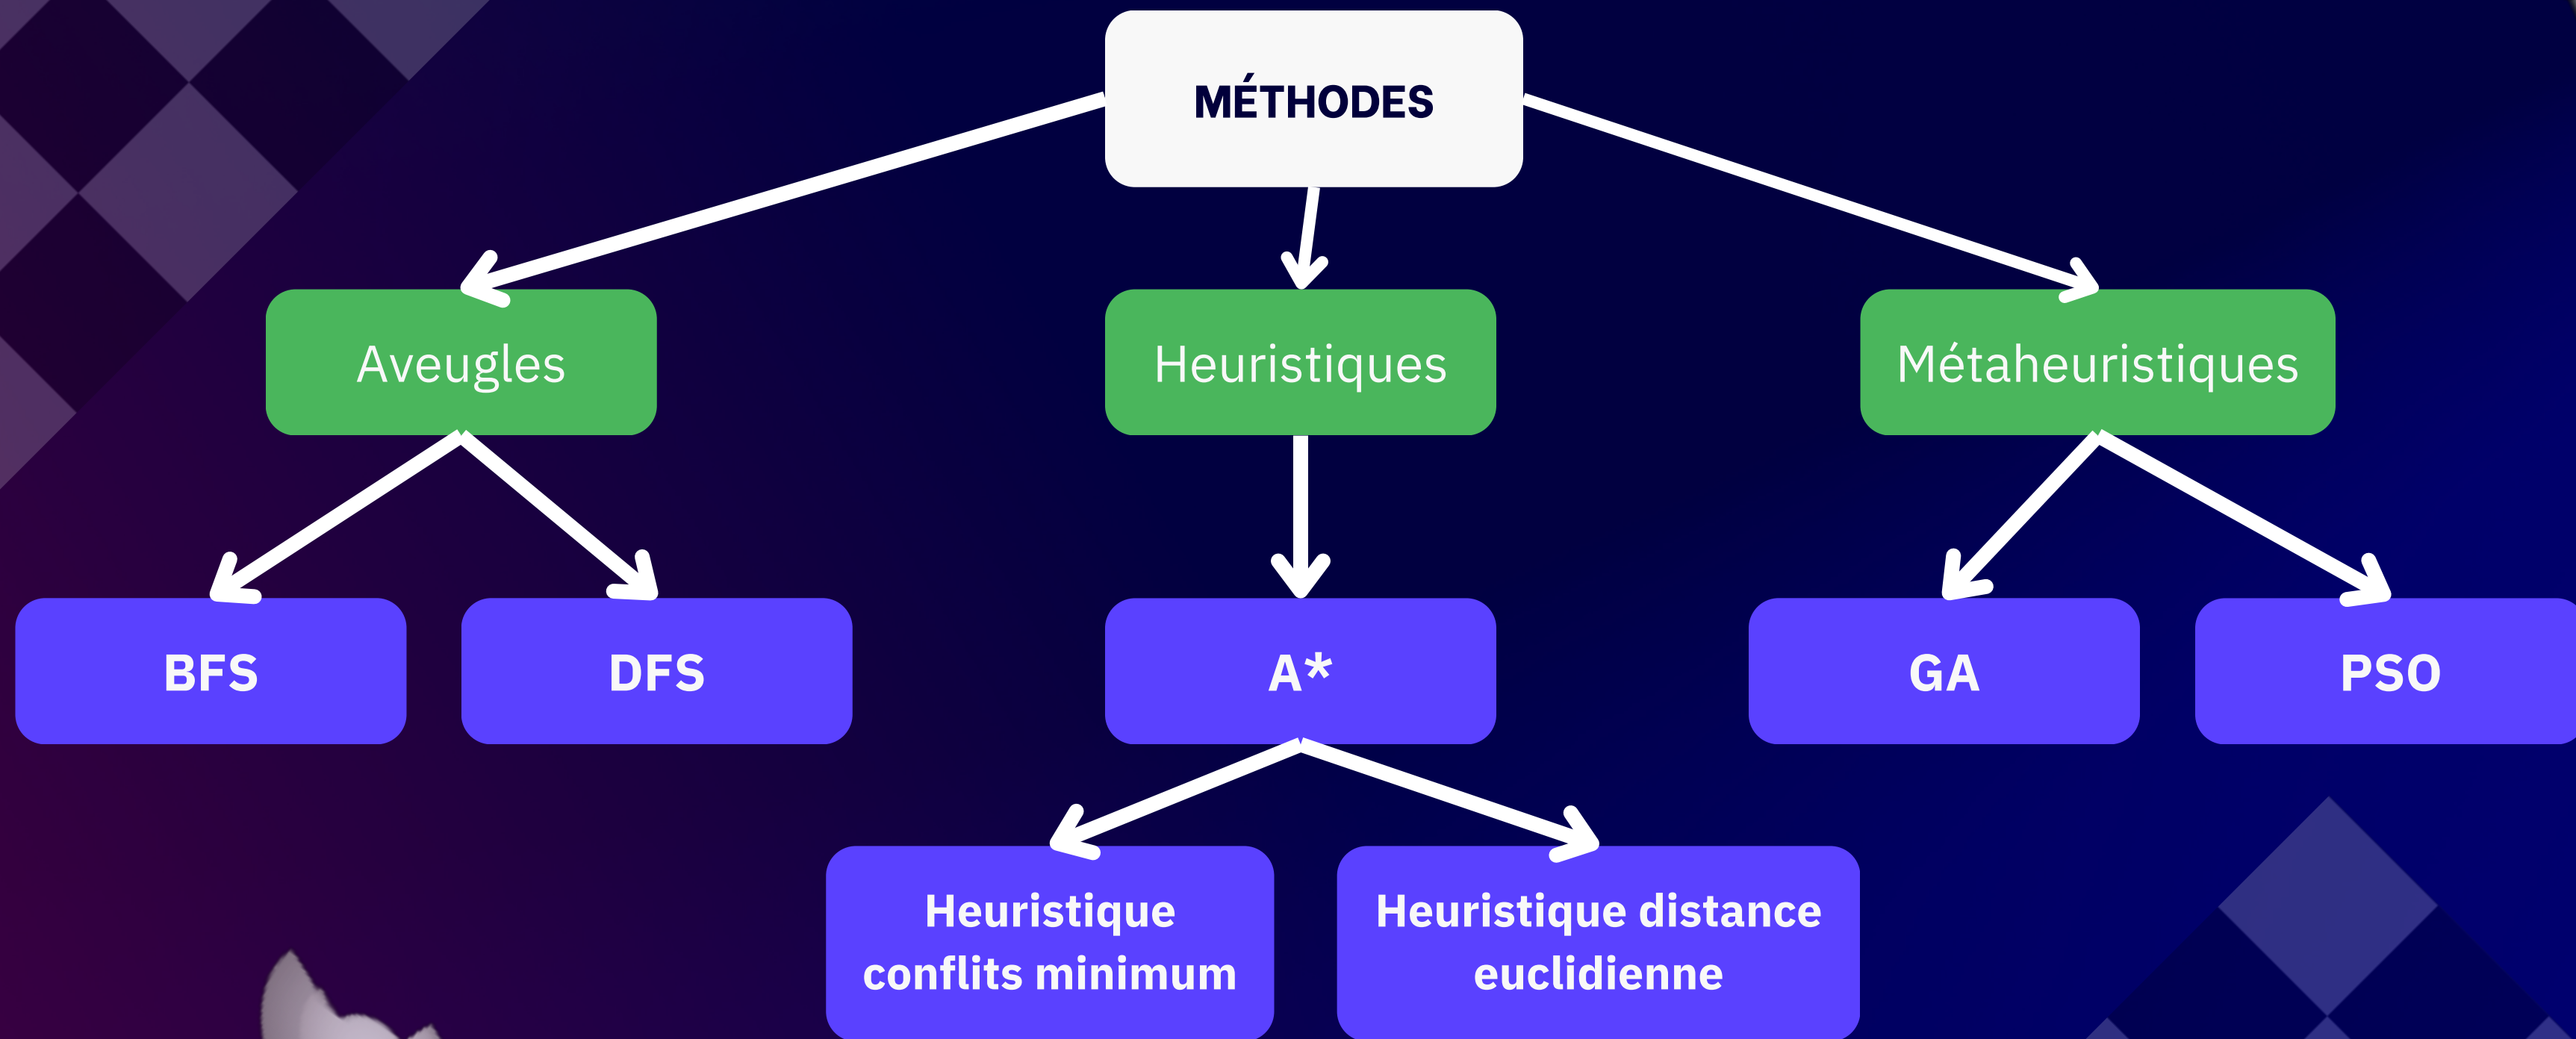 MÉTHODES
Aveugles
Heuristiques
Métaheuristiques
BFS
DFS
A*
GA
PSO
Heuristique
conflits minimum
Heuristique distance
euclidienne